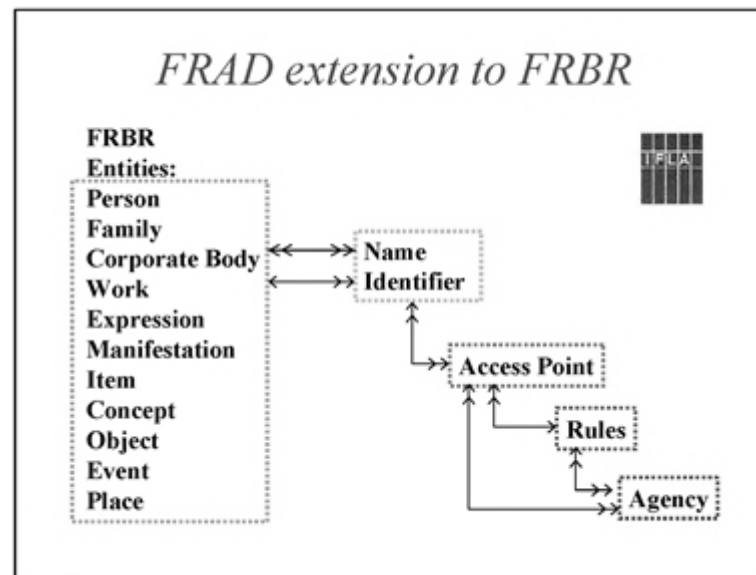 FRAD extension to FRBR
FRBR
Entities:
Person
Family
Corporate Body
Work
Expression
Manifestation
Item
Concept
Object
Event
Place
Name
Identifier
Access Point
Rules
Agency
IFLA